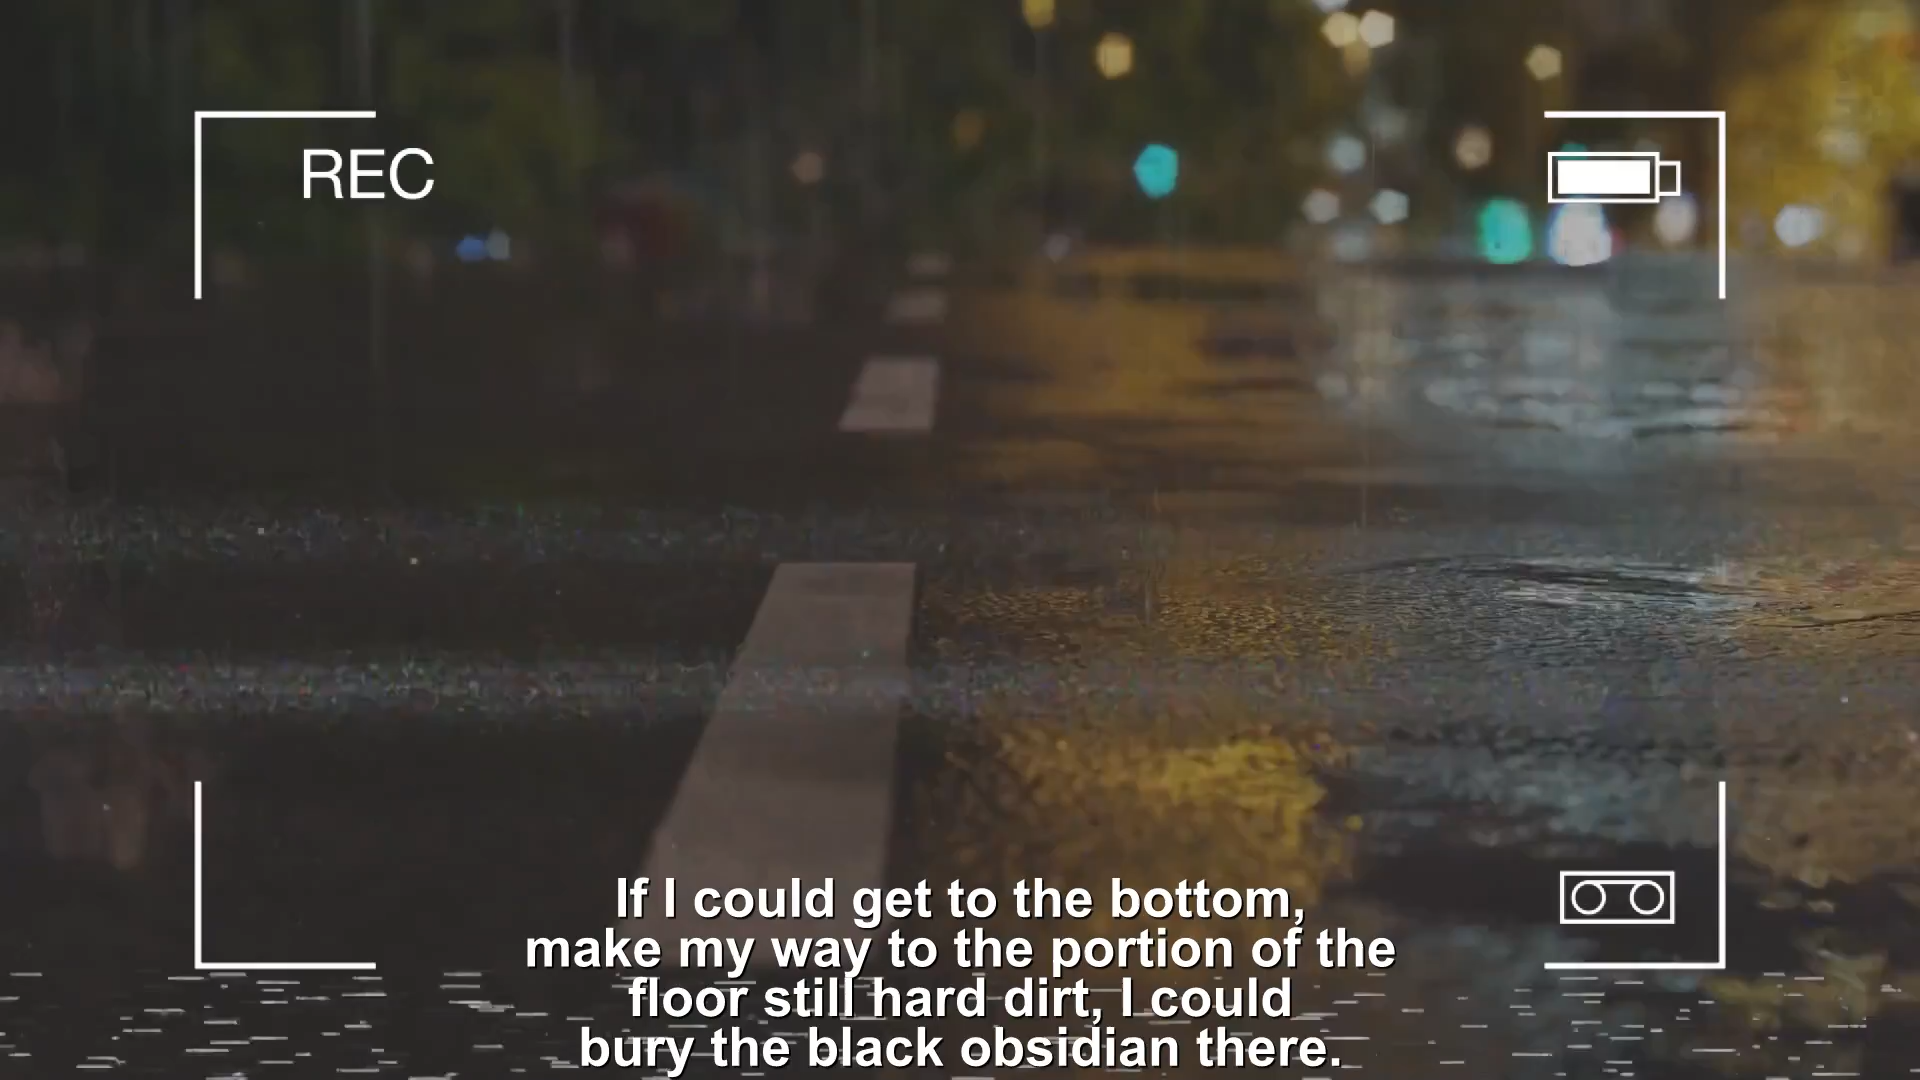 REC
If I could get to the bottom,
make my way to the portion of the
floor still hard dirt, I could
bury the black obsidian there.